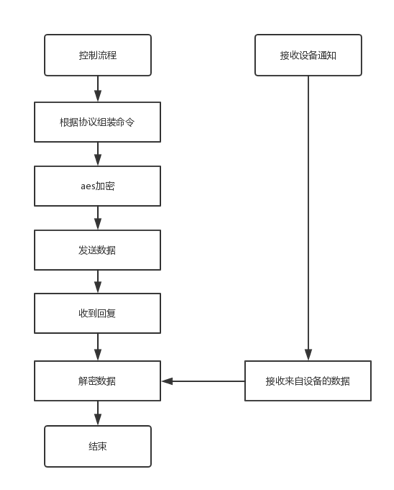 控制流程
接收设备通知
根据协议组装命令
aes加密
发送数据
收到回复
解密数据
接收来自设备的数据
结束